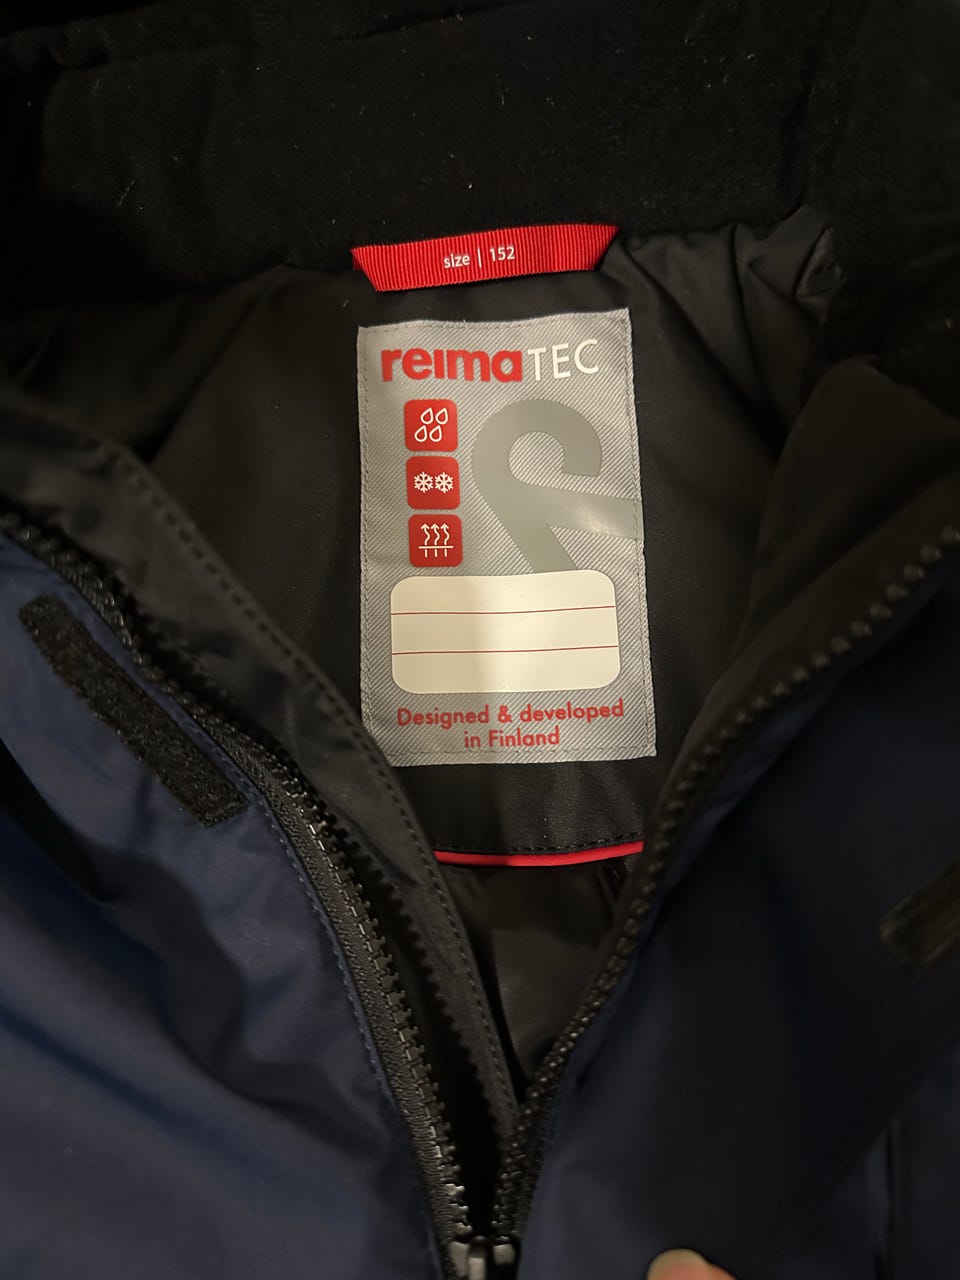 size | 152
reimaTEC
Designed & developed
in Finland